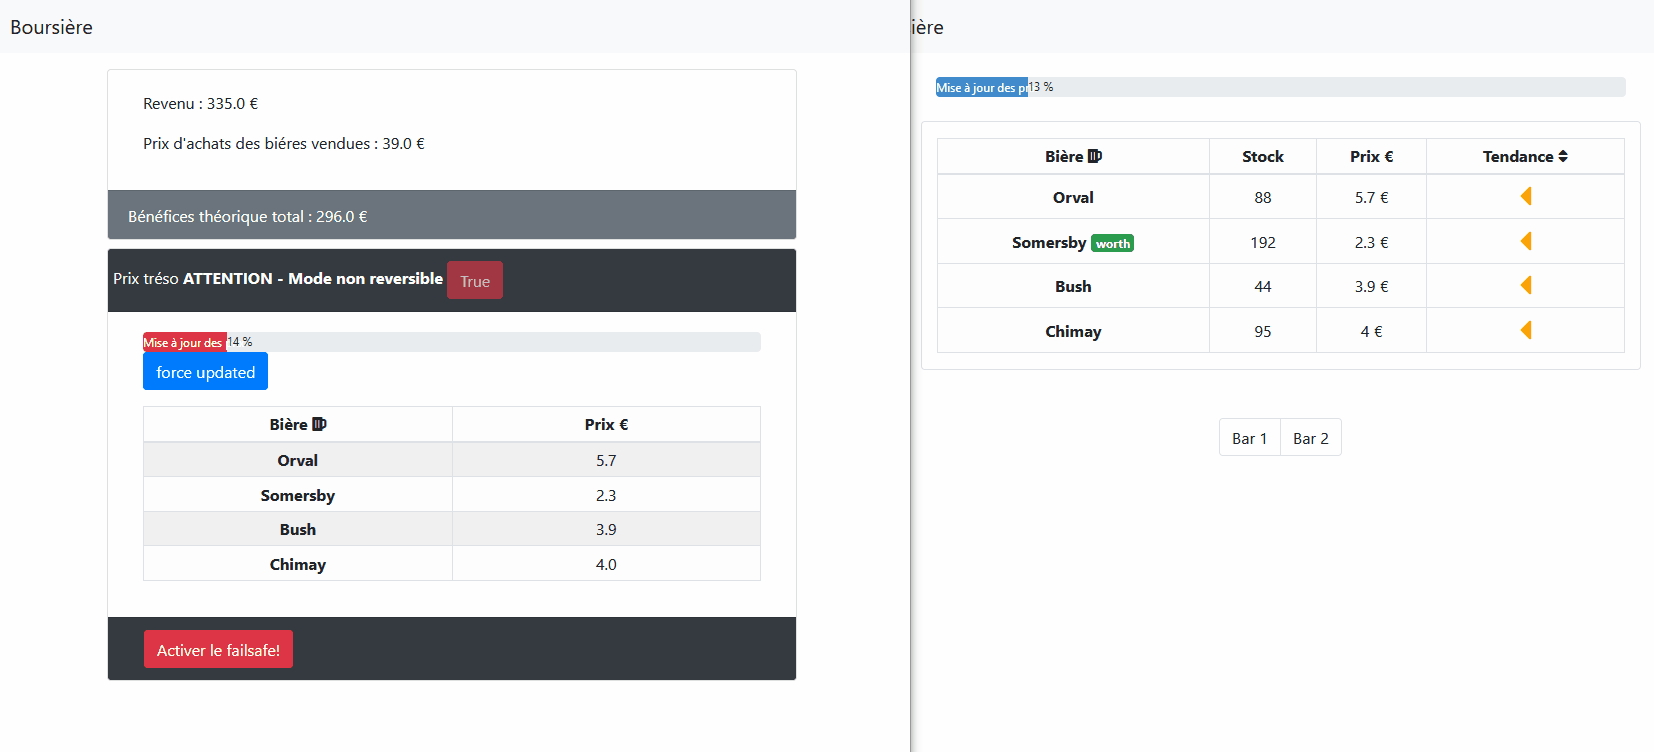 Boursière
Revenu : 335.0 €
Prix d'achats des biéres vendues : 39.0 €
Bénéfices théorique total : 296.0 €
Prix tréso ATTENTION - Mode non reversible True
Mise à jour des 14 %
force updated
Bière Prix €
Orval 5.7
Somersby 2.3
Bush 3.9
Chimay 4.0
Activer le failsafe!
ière
Mise à jour des pr 13 %
Bière Stock Prix € Tendance
Orval 88 5.7 €
Somersby worth 192 2.3 €
Bush 44 3.9 €
Chimay 95 4 €
Bar 1 Bar 2